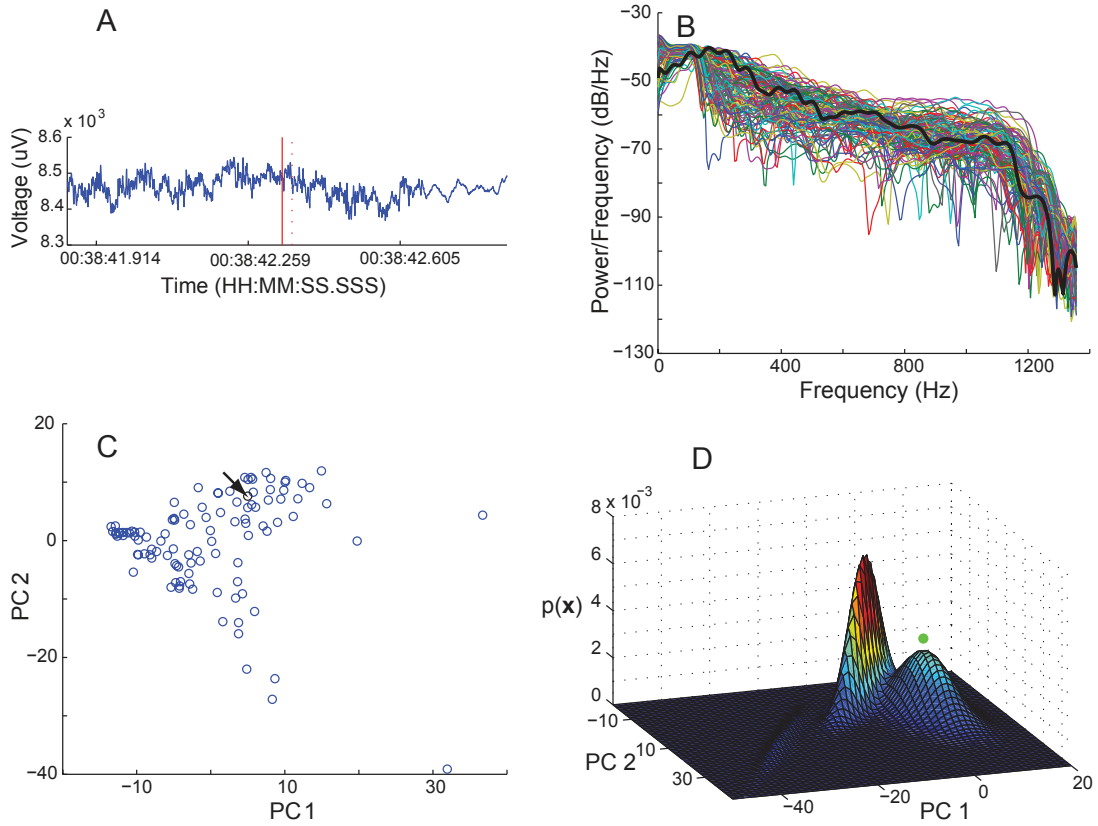 A
8.6 x 10³
8.5
8.4
8.3
Voltage (uV)
00:38:41.914 00:38:42.259 00:38:42.605
Time (HH:MM:SS.SSS)
B
−30
−50
−70
−90
−110
−130
Power/Frequency (dB/Hz)
0 400 800 1200
Frequency (Hz)
C
20
0
−20
−40
PC 2
−10 10 30
PC 1
D
8 x 10⁻³
6
4
2
0
p(x)
−10
10
30
PC 2
−40 −20 0 20
PC 1